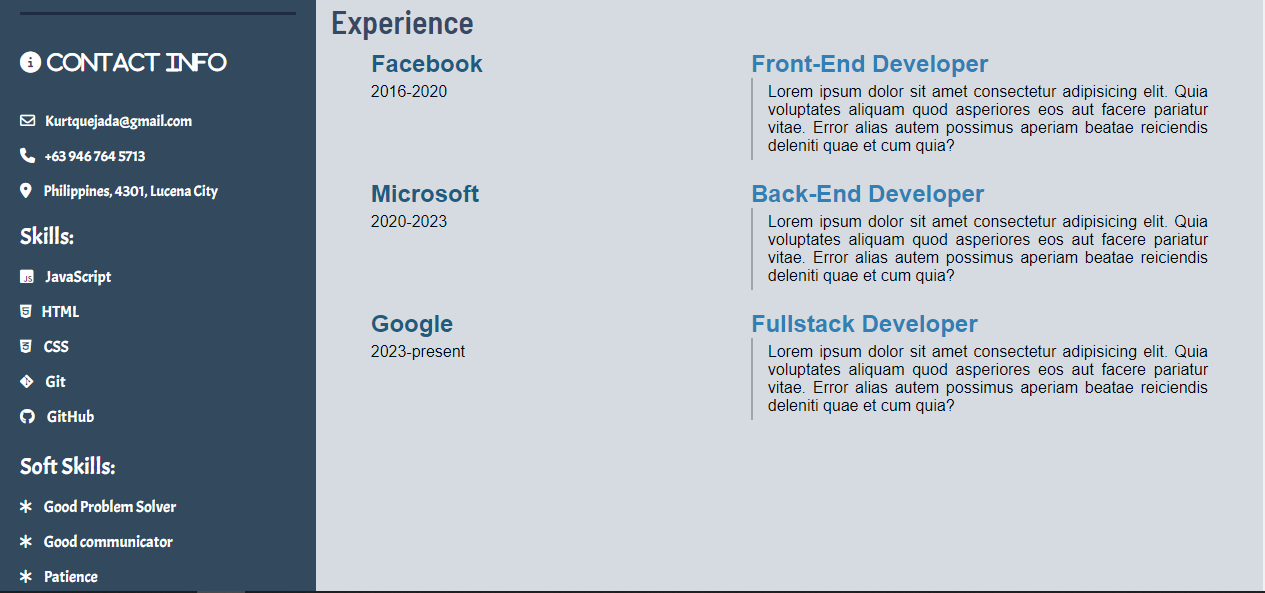 CONTACT INFO
Kurtquejada@gmail.com
+63 946 764 5713
Philippines, 4301, Lucena City
Skills:
JavaScript
HTML
CSS
Git
GitHub
Soft Skills:
Good Problem Solver
Good communicator
Patience
Experience
Facebook
2016-2020
Front-End Developer
Lorem ipsum dolor sit amet consectetur adipisicing elit. Quia
voluptates aliquam quod asperiores eos aut facere pariatur
vitae. Error alias autem possimus aperiam beatae reiciendis
deleniti quae et cum quia?
Microsoft
2020-2023
Back-End Developer
Lorem ipsum dolor sit amet consectetur adipisicing elit. Quia
voluptates aliquam quod asperiores eos aut facere pariatur
vitae. Error alias autem possimus aperiam beatae reiciendis
deleniti quae et cum quia?
Google
2023-present
Fullstack Developer
Lorem ipsum dolor sit amet consectetur adipisicing elit. Quia
voluptates aliquam quod asperiores eos aut facere pariatur
vitae. Error alias autem possimus aperiam beatae reiciendis
deleniti quae et cum quia?